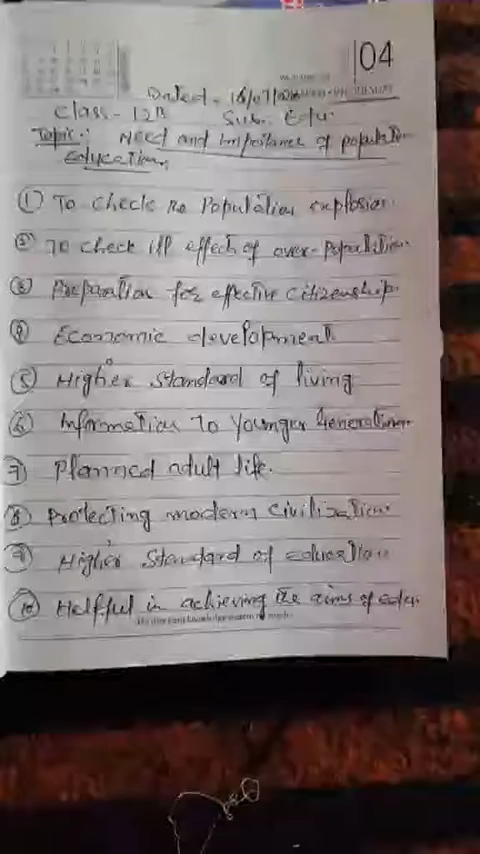 04
Dated - 16/07/
Class - 12th Sub. Edu.
Topic: Need and Importance of population
Education
① To check the Population explosion.
② To check ill effect of over-Population.
③ Preparation for effective citizenship.
④ Economic development.
⑤ Higher Standard of living
⑥ Information To Younger Generation.
⑦ Planned adult life.
⑧ Protecting modern Civilization.
⑨ Higher Standard of education
⑩ Helpful in achieving the aims of edu.